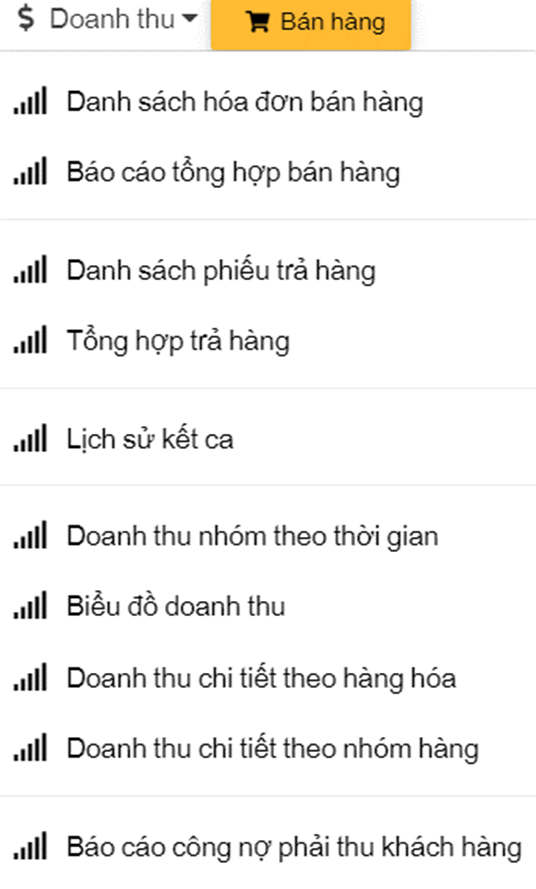 $ Doanh thu Bán hàng
Danh sách hóa đơn bán hàng
Báo cáo tổng hợp bán hàng
Danh sách phiếu trả hàng
Tổng hợp trả hàng
Lịch sử kết ca
Doanh thu nhóm theo thời gian
Biểu đồ doanh thu
Doanh thu chi tiết theo hàng hóa
Doanh thu chi tiết theo nhóm hàng
Báo cáo công nợ phải thu khách hàng